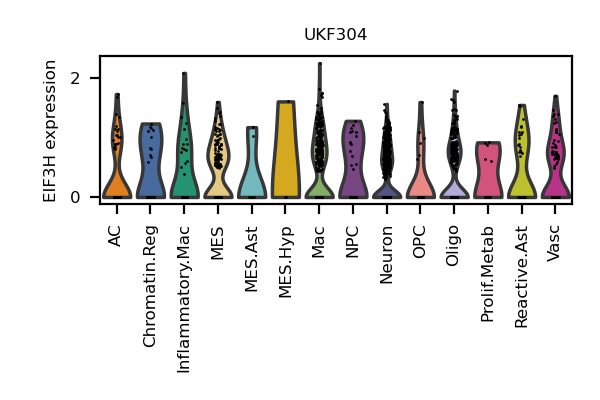 UKF304
EIF3H expression
2
0
AC
Chromatin.Reg
Inflammatory.Mac
MES
MES.Ast
MES.Hyp
Mac
NPC
Neuron
OPC
Oligo
Prolif.Metab
Reactive.Ast
Vasc